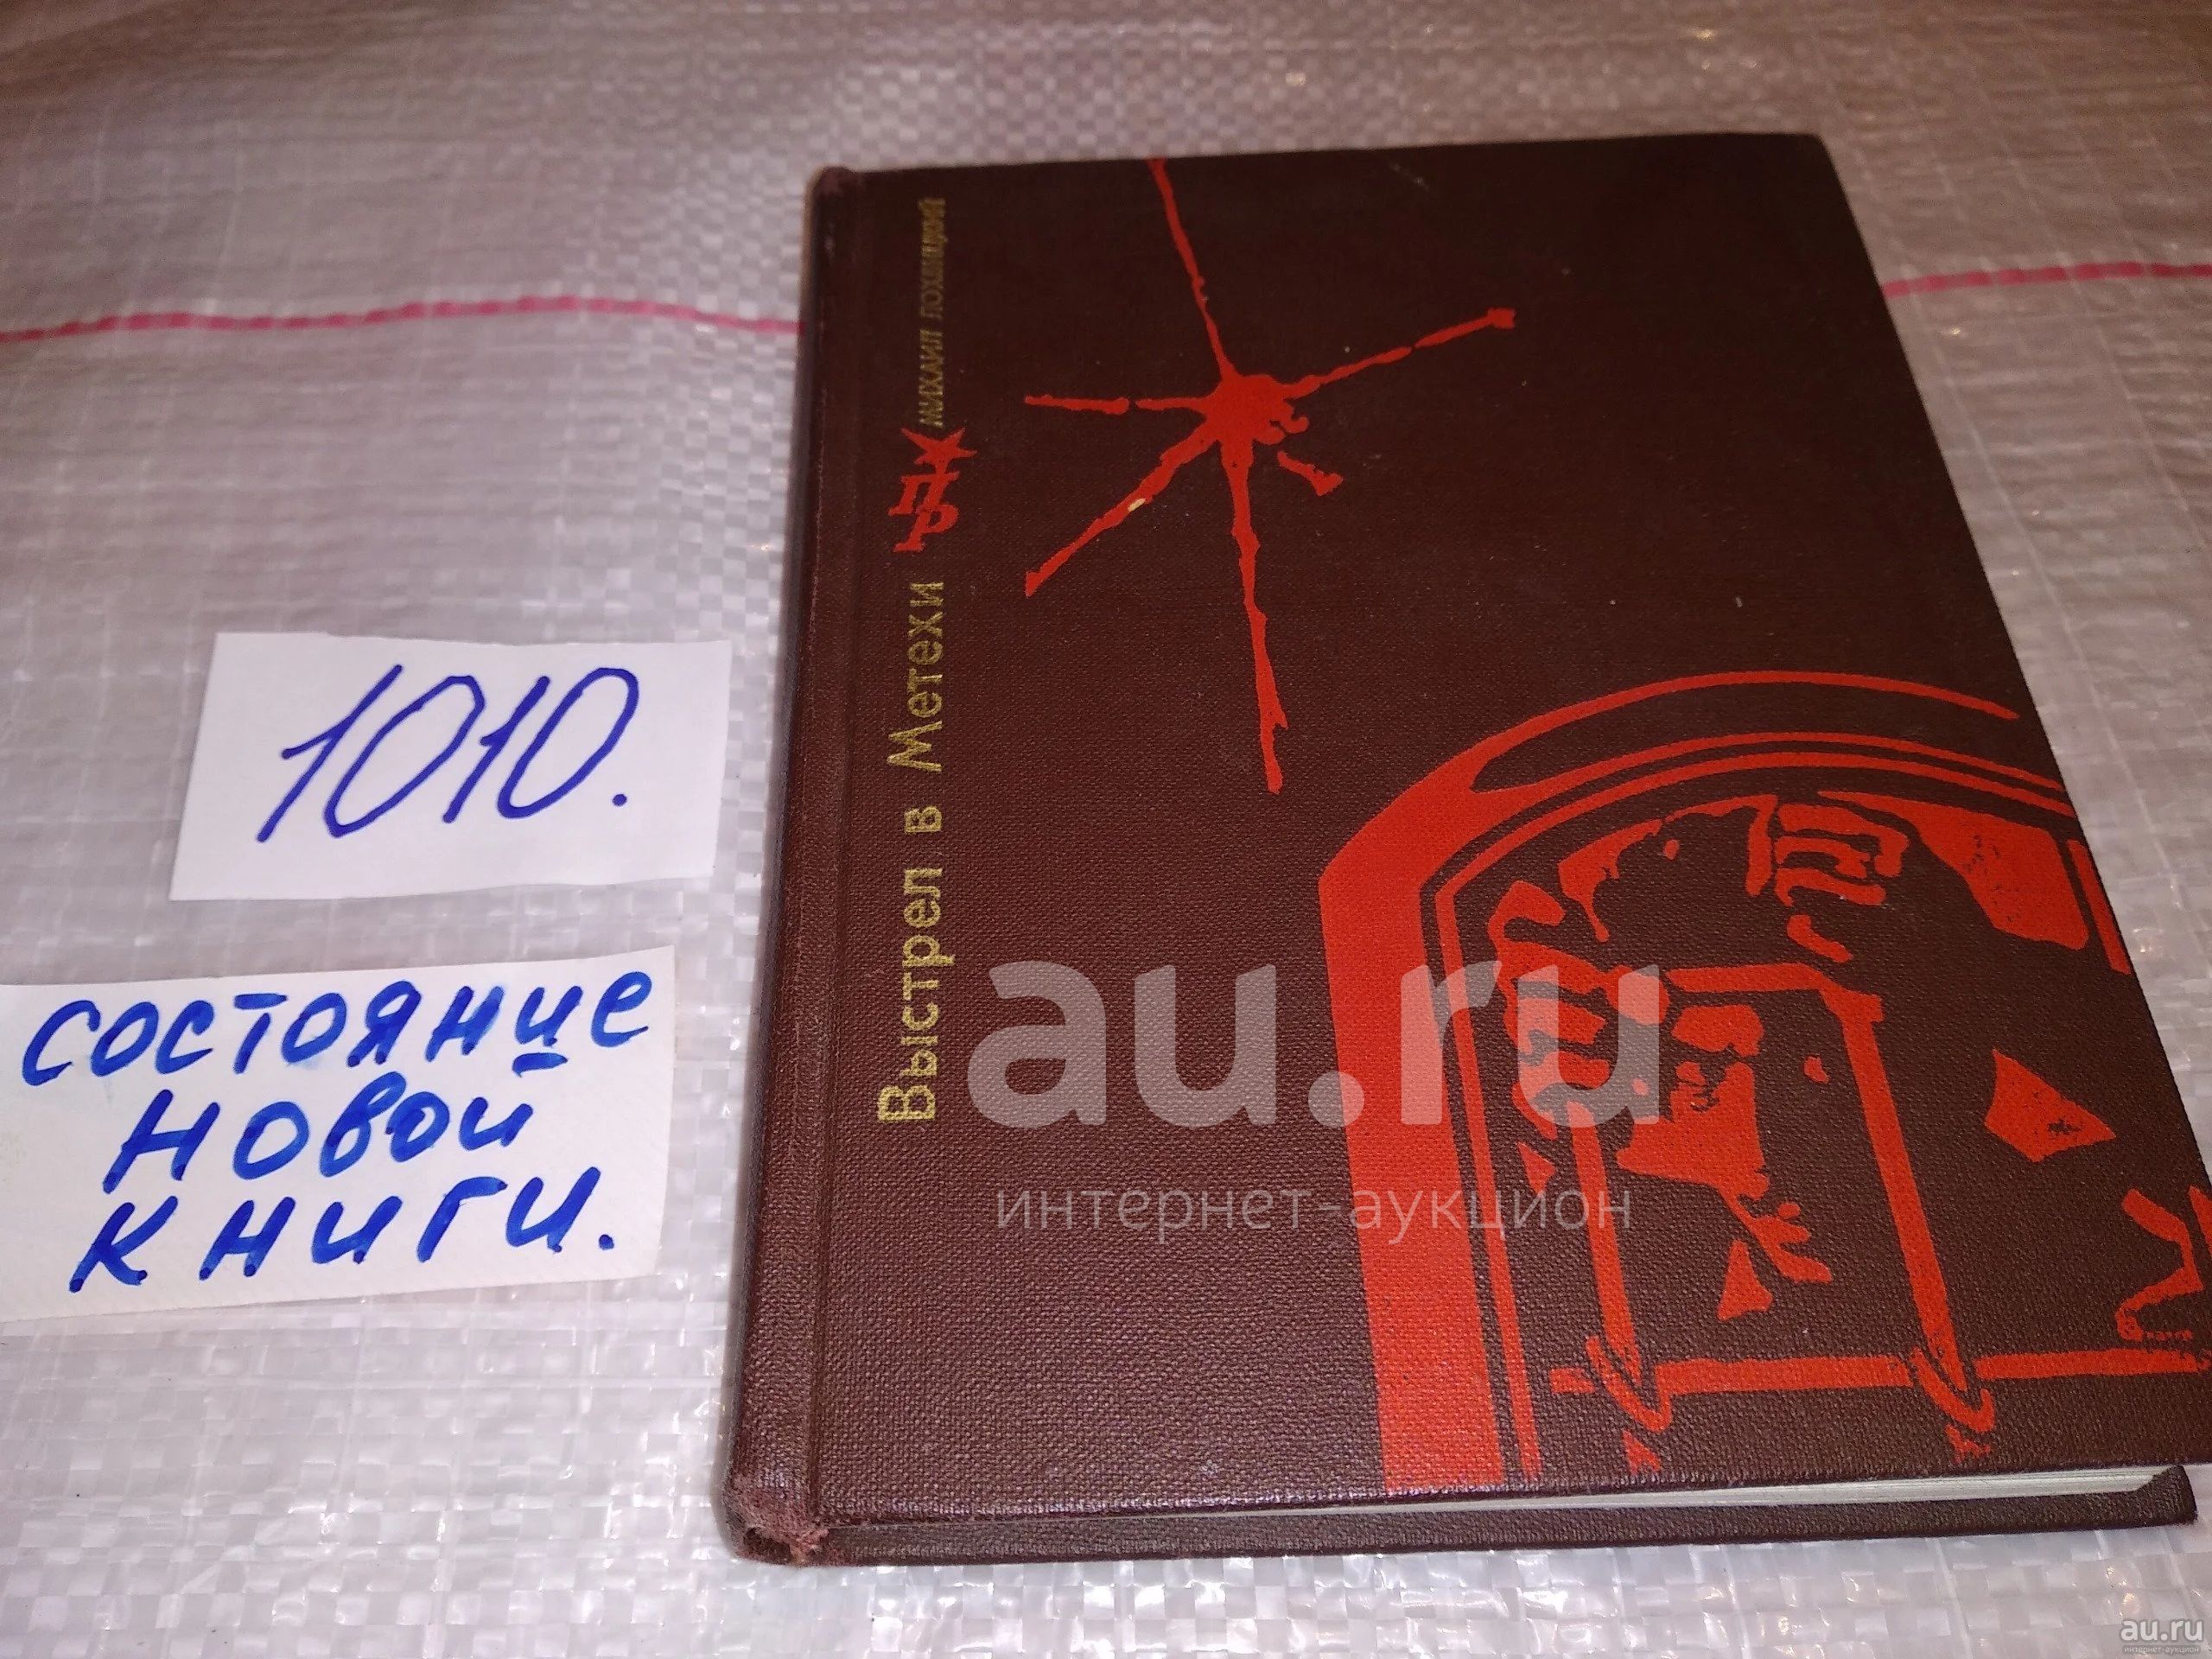 1010.
состояние
новой
книги.
Михаил Лохвицкий
Выстрел в Метехи
au.ru
интернет-аукцион
au.ru
интернет-аукцион